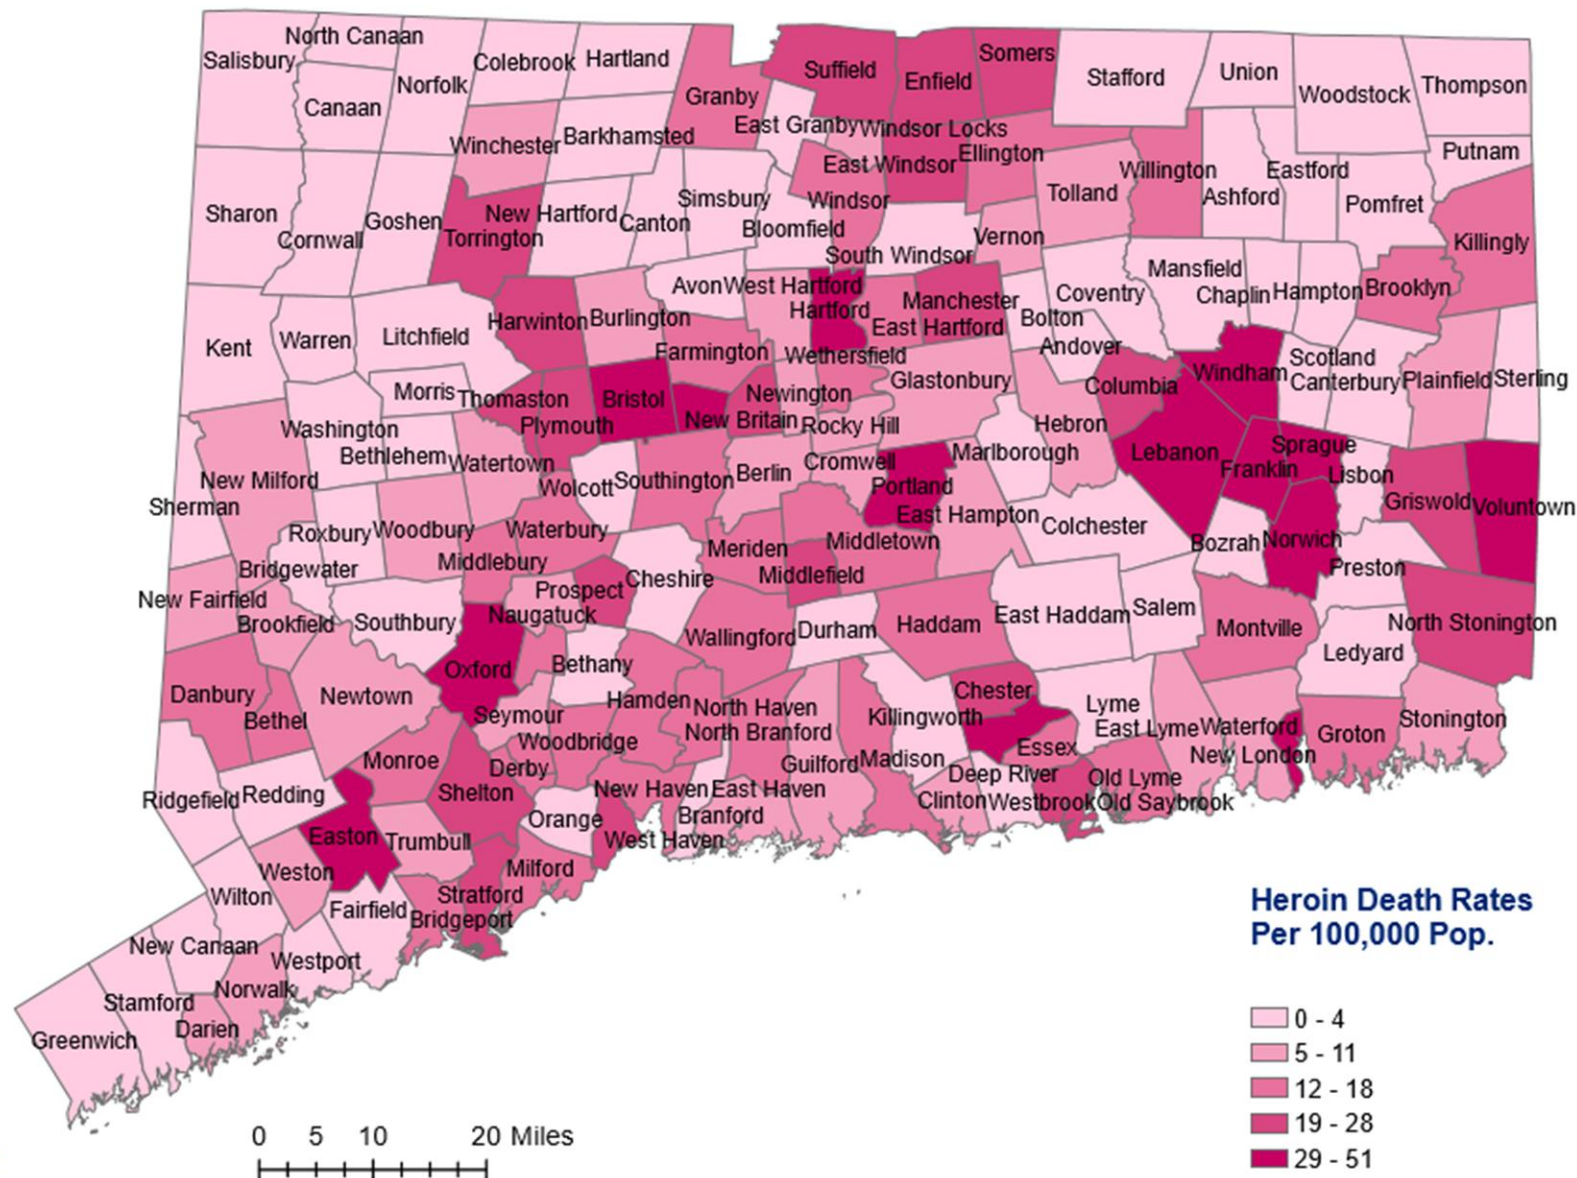 North Canaan
Salisbury
Colebrook
Hartland
Somers
Suffield
Enfield
Stafford
Union
Woodstock
Thompson
Norfolk
Canaan
Granby
East Granby
Windsor Locks
Winchester
Barkhamsted
East Windsor
Ellington
Willington
Eastford
Putnam
Tolland
Ashford
Pomfret
Sharon
Cornwall
Goshen
New Hartford
Torrington
Canton
Simsbury
Bloomfield
Windsor
South Windsor
Vernon
Killingly
Avon
West Hartford
Hartford
Manchester
East Hartford
Coventry
Mansfield
Chaplin
Hampton
Brooklyn
Bolton
Andover
Kent
Warren
Litchfield
Harwinton
Burlington
Farmington
Wethersfield
Glastonbury
Windham
Scotland
Canterbury
Plainfield
Sterling
Columbia
Morris
Thomaston
Plymouth
Bristol
New Britain
Newington
Rocky Hill
Hebron
Washington
Bethlehem
Watertown
Wolcott
Southington
Berlin
Cromwell
Portland
Marlborough
Lebanon
Sprague
Franklin
Lisbon
Griswold
Voluntown
New Milford
Sherman
Roxbury
Woodbury
Waterbury
Middlebury
East Hampton
Colchester
Bozrah
Norwich
Preston
Meriden
Middletown
Middlefield
Bridgewater
New Fairfield
Brookfield
Southbury
Prospect
Naugatuck
Cheshire
Wallingford
Durham
Haddam
East Haddam
Salem
Montville
North Stonington
Ledyard
Oxford
Bethany
Danbury
Bethel
Newtown
Seymour
Hamden
North Haven
North Branford
Woodbridge
Killingworth
Chester
Essex
Lyme
East Lyme
Waterford
New London
Groton
Stonington
Monroe
Derby
Shelton
Guilford
Madison
Deep River
Old Lyme
Ridgefield
Redding
New Haven
East Haven
Clinton
Westbrook
Old Saybrook
Branford
Orange
West Haven
Easton
Trumbull
Weston
Milford
Stratford
Bridgeport
Wilton
Fairfield
New Canaan
Westport
Norwalk
Stamford
Darien
Greenwich
Heroin Death Rates
Per 100,000 Pop.
0 - 4
5 - 11
12 - 18
19 - 28
29 - 51
0 5 10 20 Miles